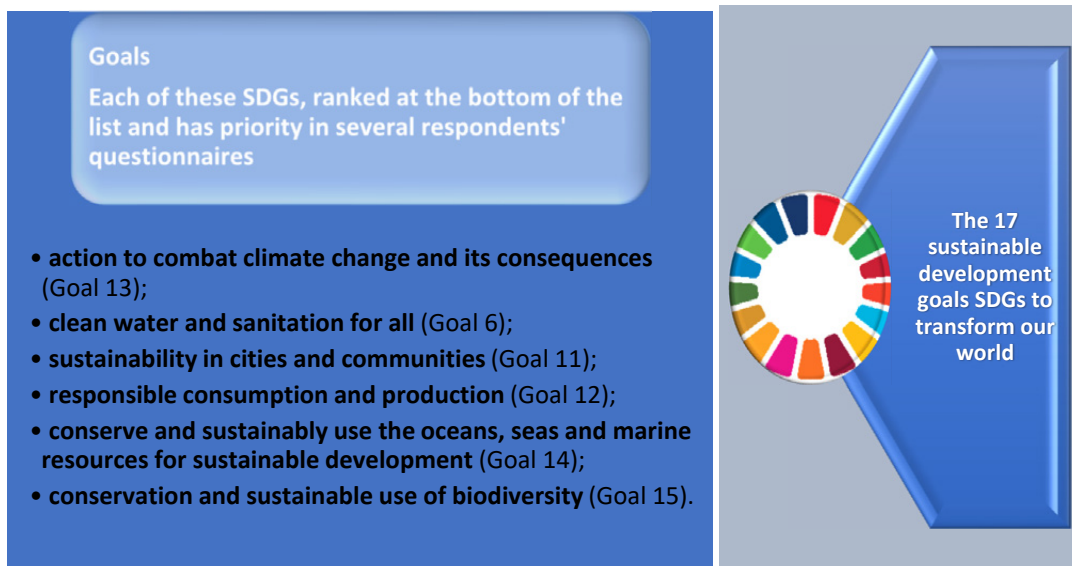 Goals
Each of these SDGs, ranked at the bottom of the
list and has priority in several respondents'
questionnaires
• action to combat climate change and its consequences
(Goal 13);
• clean water and sanitation for all (Goal 6);
• sustainability in cities and communities (Goal 11);
• responsible consumption and production (Goal 12);
• conserve and sustainably use the oceans, seas and marine
resources for sustainable development (Goal 14);
• conservation and sustainable use of biodiversity (Goal 15).
The 17
sustainable
development
goals SDGs to
transform our
world